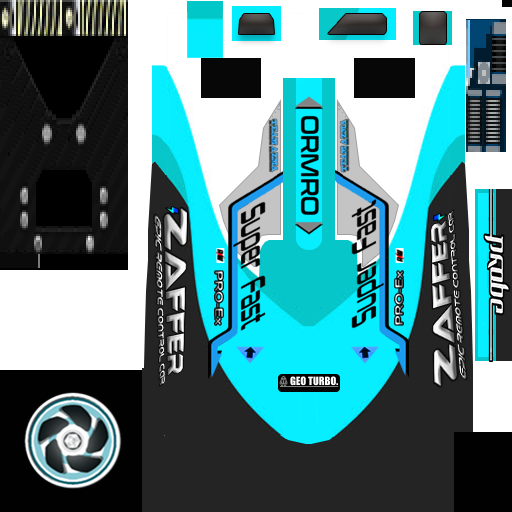 ORMRO
Super Fast
Super Fast
PRO-Ex
PRO-Ex
ZAFFER
EPIC REMOTE CONTROL CAR
ZAFFER
EPIC REMOTE CONTROL CAR
probe
GEO TURBO.